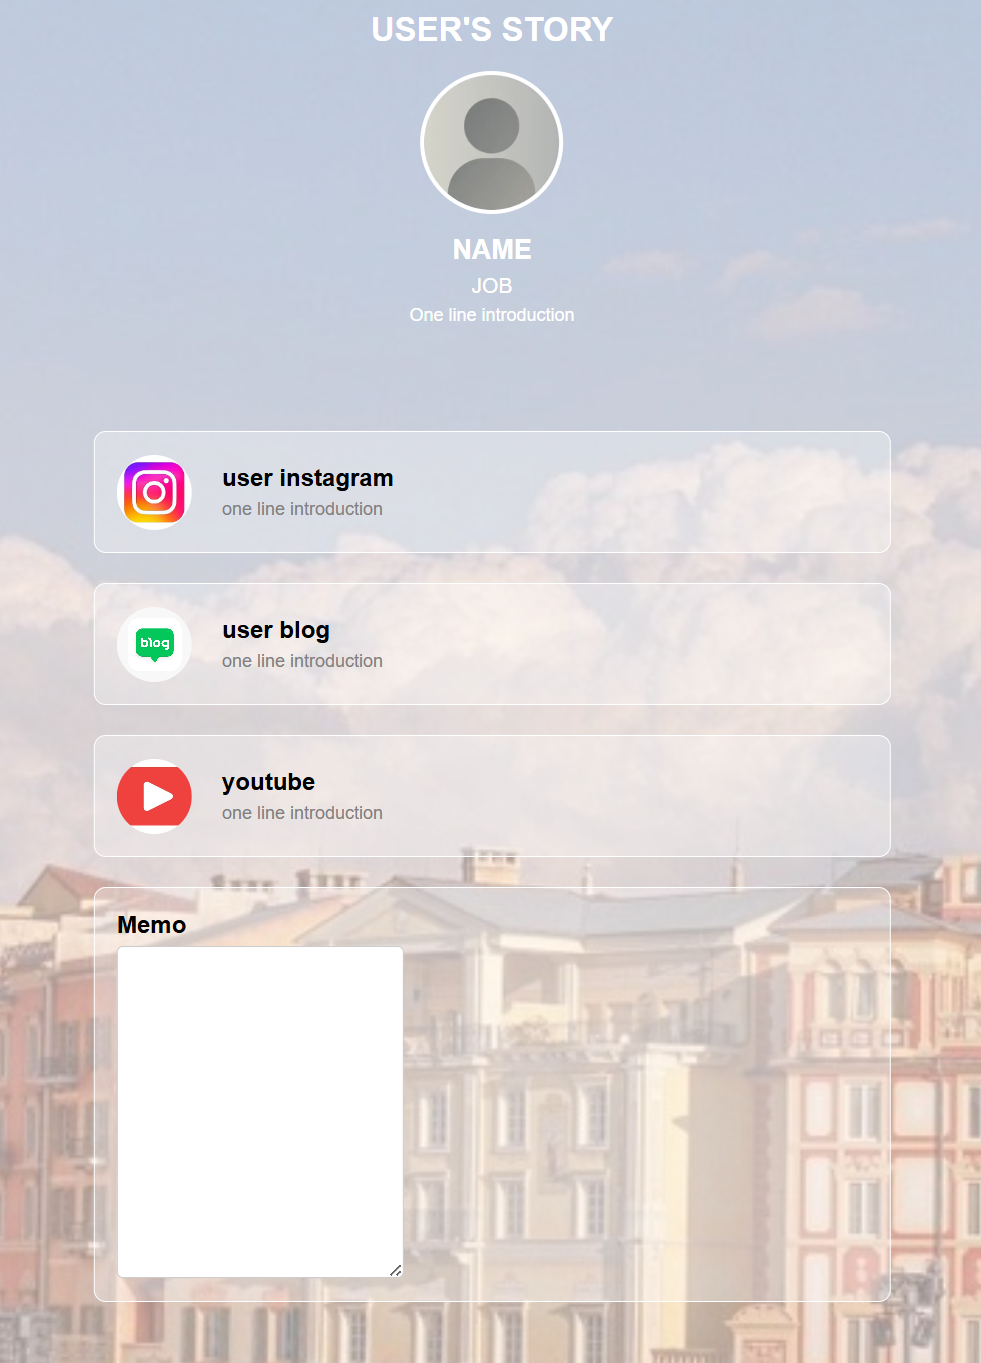 USER'S STORY
NAME
JOB
One line introduction
user instagram
one line introduction
blog
user blog
one line introduction
youtube
one line introduction
Memo